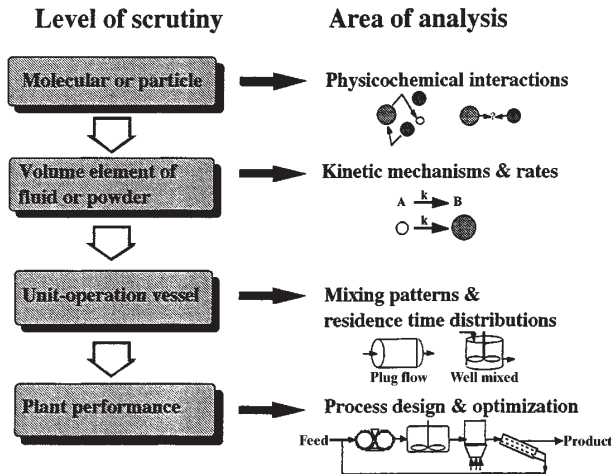 Level of scrutiny
Area of analysis
Molecular or particle
Physicochemical interactions
?
Volume element of
fluid or powder
Kinetic mechanisms & rates
A k B
k
Unit-operation vessel
Mixing patterns &
residence time distributions
Plug flow
Well mixed
Plant performance
Process design & optimization
Feed
Product